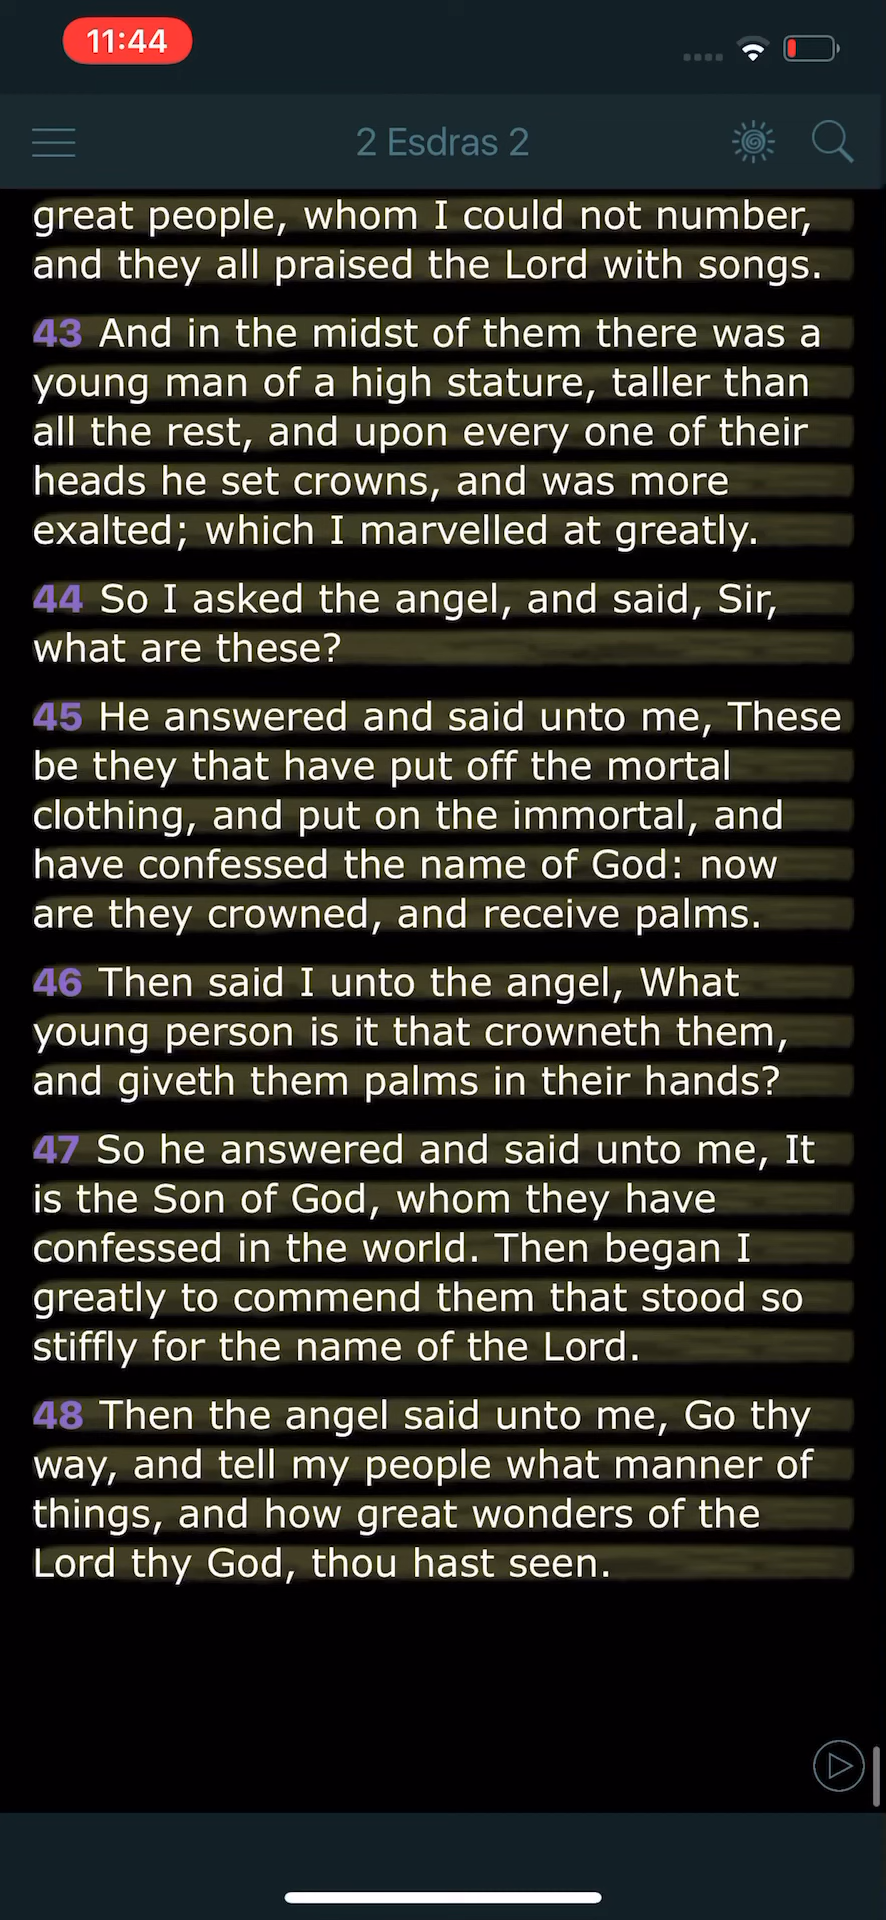 11:44
2 Esdras 2
great people, whom I could not number,
and they all praised the Lord with songs.
43 And in the midst of them there was a
young man of a high stature, taller than
all the rest, and upon every one of their
heads he set crowns, and was more
exalted; which I marvelled at greatly.
44 So I asked the angel, and said, Sir,
what are these?
45 He answered and said unto me, These
be they that have put off the mortal
clothing, and put on the immortal, and
have confessed the name of God: now
are they crowned, and receive palms.
46 Then said I unto the angel, What
young person is it that crowneth them,
and giveth them palms in their hands?
47 So he answered and said unto me, It
is the Son of God, whom they have
confessed in the world. Then began I
greatly to commend them that stood so
stiffly for the name of the Lord.
48 Then the angel said unto me, Go thy
way, and tell my people what manner of
things, and how great wonders of the
Lord thy God, thou hast seen.